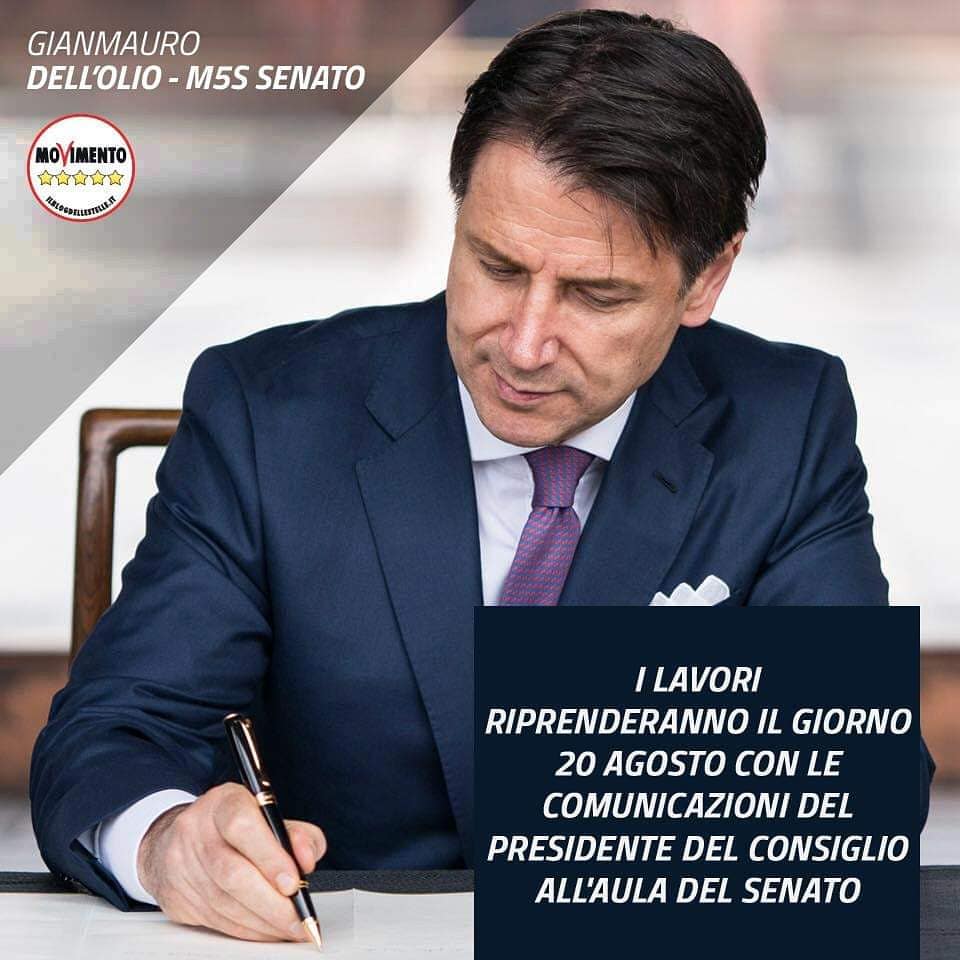 GIANMAURO
DELL'OLIO - M5S SENATO
MOVIMENTO
ILBLOGDELLESTELLE.IT
I LAVORI
RIPRENDERANNO IL GIORNO
20 AGOSTO CON LE
COMUNICAZIONI DEL
PRESIDENTE DEL CONSIGLIO
ALL'AULA DEL SENATO